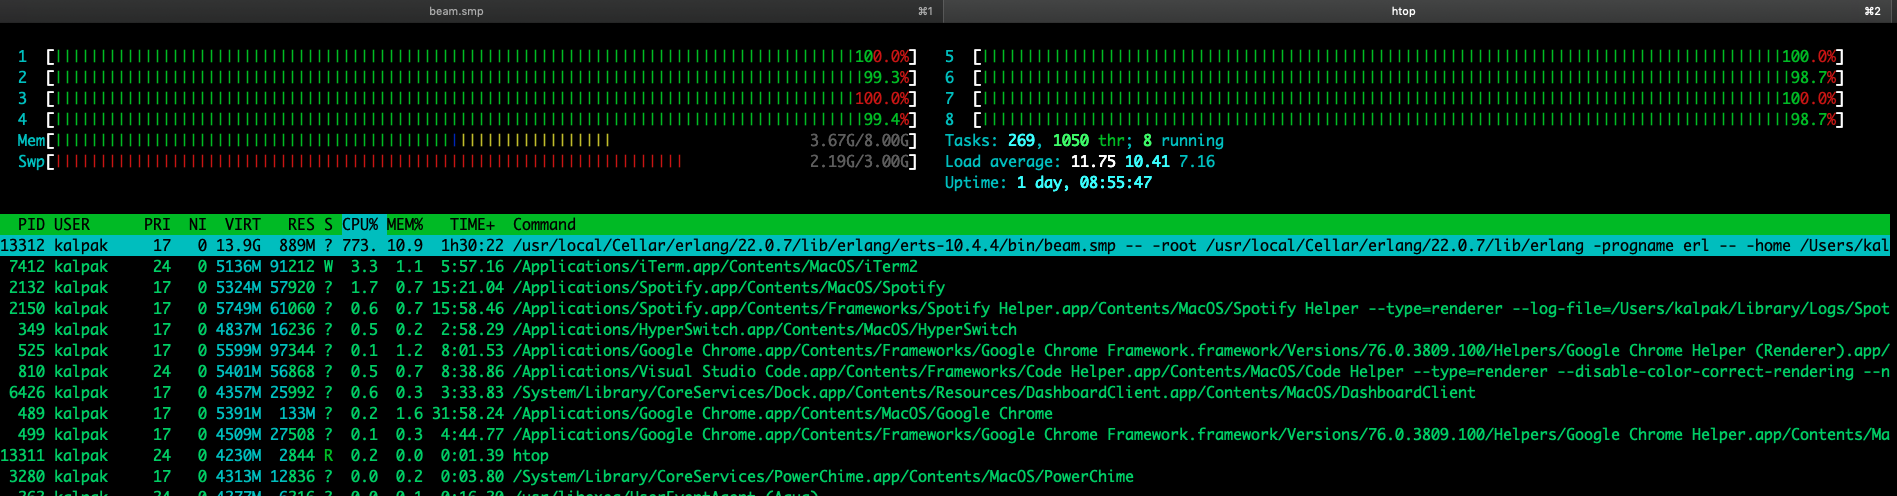 beam.smp ⌘1 htop ⌘2
1 [100.0%] 5 [100.0%]
2 [99.3%] 6 [98.7%]
3 [100.0%] 7 [100.0%]
4 [99.4%] 8 [98.7%]
Mem[3.67G/8.00G] Tasks: 269, 1050 thr; 8 running
Swp[2.19G/3.00G] Load average: 11.75 10.41 7.16
Uptime: 1 day, 08:55:47
PID USER PRI NI VIRT RES S CPU% MEM% TIME+ Command
13312 kalpak 17 0 13.9G 889M ? 773. 10.9 1h30:22 /usr/local/Cellar/erlang/22.0.7/lib/erlang/erts-10.4.4/bin/beam.smp -- -root /usr/local/Cellar/erlang/22.0.7/lib/erlang -progname erl -- -home /Users/kal
7412 kalpak 24 0 5136M 91212 W 3.3 1.1 5:57.16 /Applications/iTerm.app/Contents/MacOS/iTerm2
2132 kalpak 17 0 5324M 57920 ? 1.7 0.7 15:21.04 /Applications/Spotify.app/Contents/MacOS/Spotify
2150 kalpak 17 0 5749M 61060 ? 0.6 0.7 15:58.46 /Applications/Spotify.app/Contents/Frameworks/Spotify Helper.app/Contents/MacOS/Spotify Helper --type=renderer --log-file=/Users/kalpak/Library/Logs/Spot
349 kalpak 17 0 4837M 16236 ? 0.5 0.2 2:58.29 /Applications/HyperSwitch.app/Contents/MacOS/HyperSwitch
525 kalpak 17 0 5599M 97344 ? 0.1 1.2 8:01.53 /Applications/Google Chrome.app/Contents/Frameworks/Google Chrome Framework.framework/Versions/76.0.3809.100/Helpers/Google Chrome Helper (Renderer).app/
810 kalpak 24 0 5401M 56868 ? 0.5 0.7 8:38.86 /Applications/Visual Studio Code.app/Contents/Frameworks/Code Helper.app/Contents/MacOS/Code Helper --type=renderer --disable-color-correct-rendering --n
6426 kalpak 17 0 4357M 25992 ? 0.6 0.3 3:33.83 /System/Library/CoreServices/Dock.app/Contents/Resources/DashboardClient.app/Contents/MacOS/DashboardClient
489 kalpak 17 0 5391M 133M ? 0.2 1.6 31:58.24 /Applications/Google Chrome.app/Contents/MacOS/Google Chrome
499 kalpak 17 0 4509M 27508 ? 0.1 0.3 4:44.77 /Applications/Google Chrome.app/Contents/Frameworks/Google Chrome Framework.framework/Versions/76.0.3809.100/Helpers/Google Chrome Helper.app/Contents/Ma
13311 kalpak 24 0 4230M 2844 R 0.2 0.0 0:01.39 htop
3280 kalpak 17 0 4313M 12836 ? 0.0 0.2 0:03.80 /System/Library/CoreServices/PowerChime.app/Contents/MacOS/PowerChime